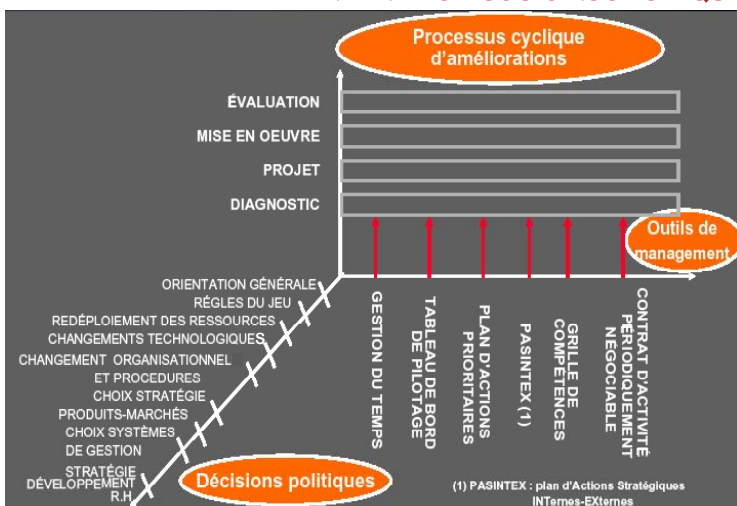 Processus cyclique
d'améliorations
ÉVALUATION
MISE EN OEUVRE
PROJET
DIAGNOSTIC
Outils de
management
ORIENTATION GÉNÉRALE
RÉGLES DU JEU
REDÉPLOIEMENT DES RESSOURCES
CHANGEMENTS TECHNOLOGIQUES
CHANGEMENT ORGANISATIONNEL
ET PROCEDURES
CHOIX STRATÉGIE
PRODUITS-MARCHÉS
CHOIX SYSTÈMES
DE GESTION
STRATÉGIE
DÉVELOPPEMENT
R.H
GESTION DU TEMPS
TABLEAU DE BORD
DE PILOTAGE
PLAN D'ACTIONS
PRIORITAIRES
PASINTEX (1)
GRILLE DE
COMPÉTENCES
CONTRAT D'ACTIVITÉ
PÉRIODIQUEMENT
NÉGOCIABLE
Décisions politiques
(1) PASINTEX : plan d'Actions Stratégiques
INTernes-EXternes